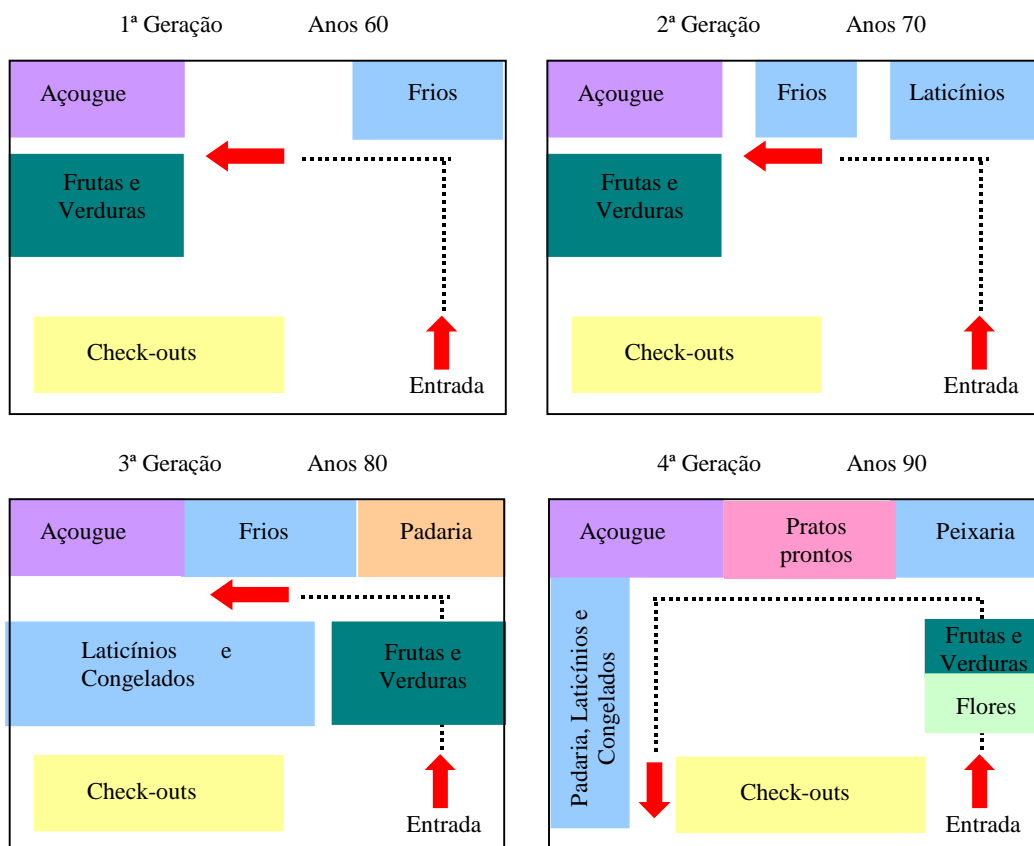 1ª Geração Anos 60
Açougue
Frios
Frutas e
Verduras
Check-outs
Entrada
2ª Geração Anos 70
Açougue
Frios
Laticínios
Frutas e
Verduras
Check-outs
Entrada
3ª Geração Anos 80
Açougue
Frios
Padaria
Laticínios e
Congelados
Frutas e
Verduras
Check-outs
Entrada
4ª Geração Anos 90
Açougue
Pratos
prontos
Peixaria
Padaria, Laticínios e
Congelados
Frutas e
Verduras
Flores
Check-outs
Entrada